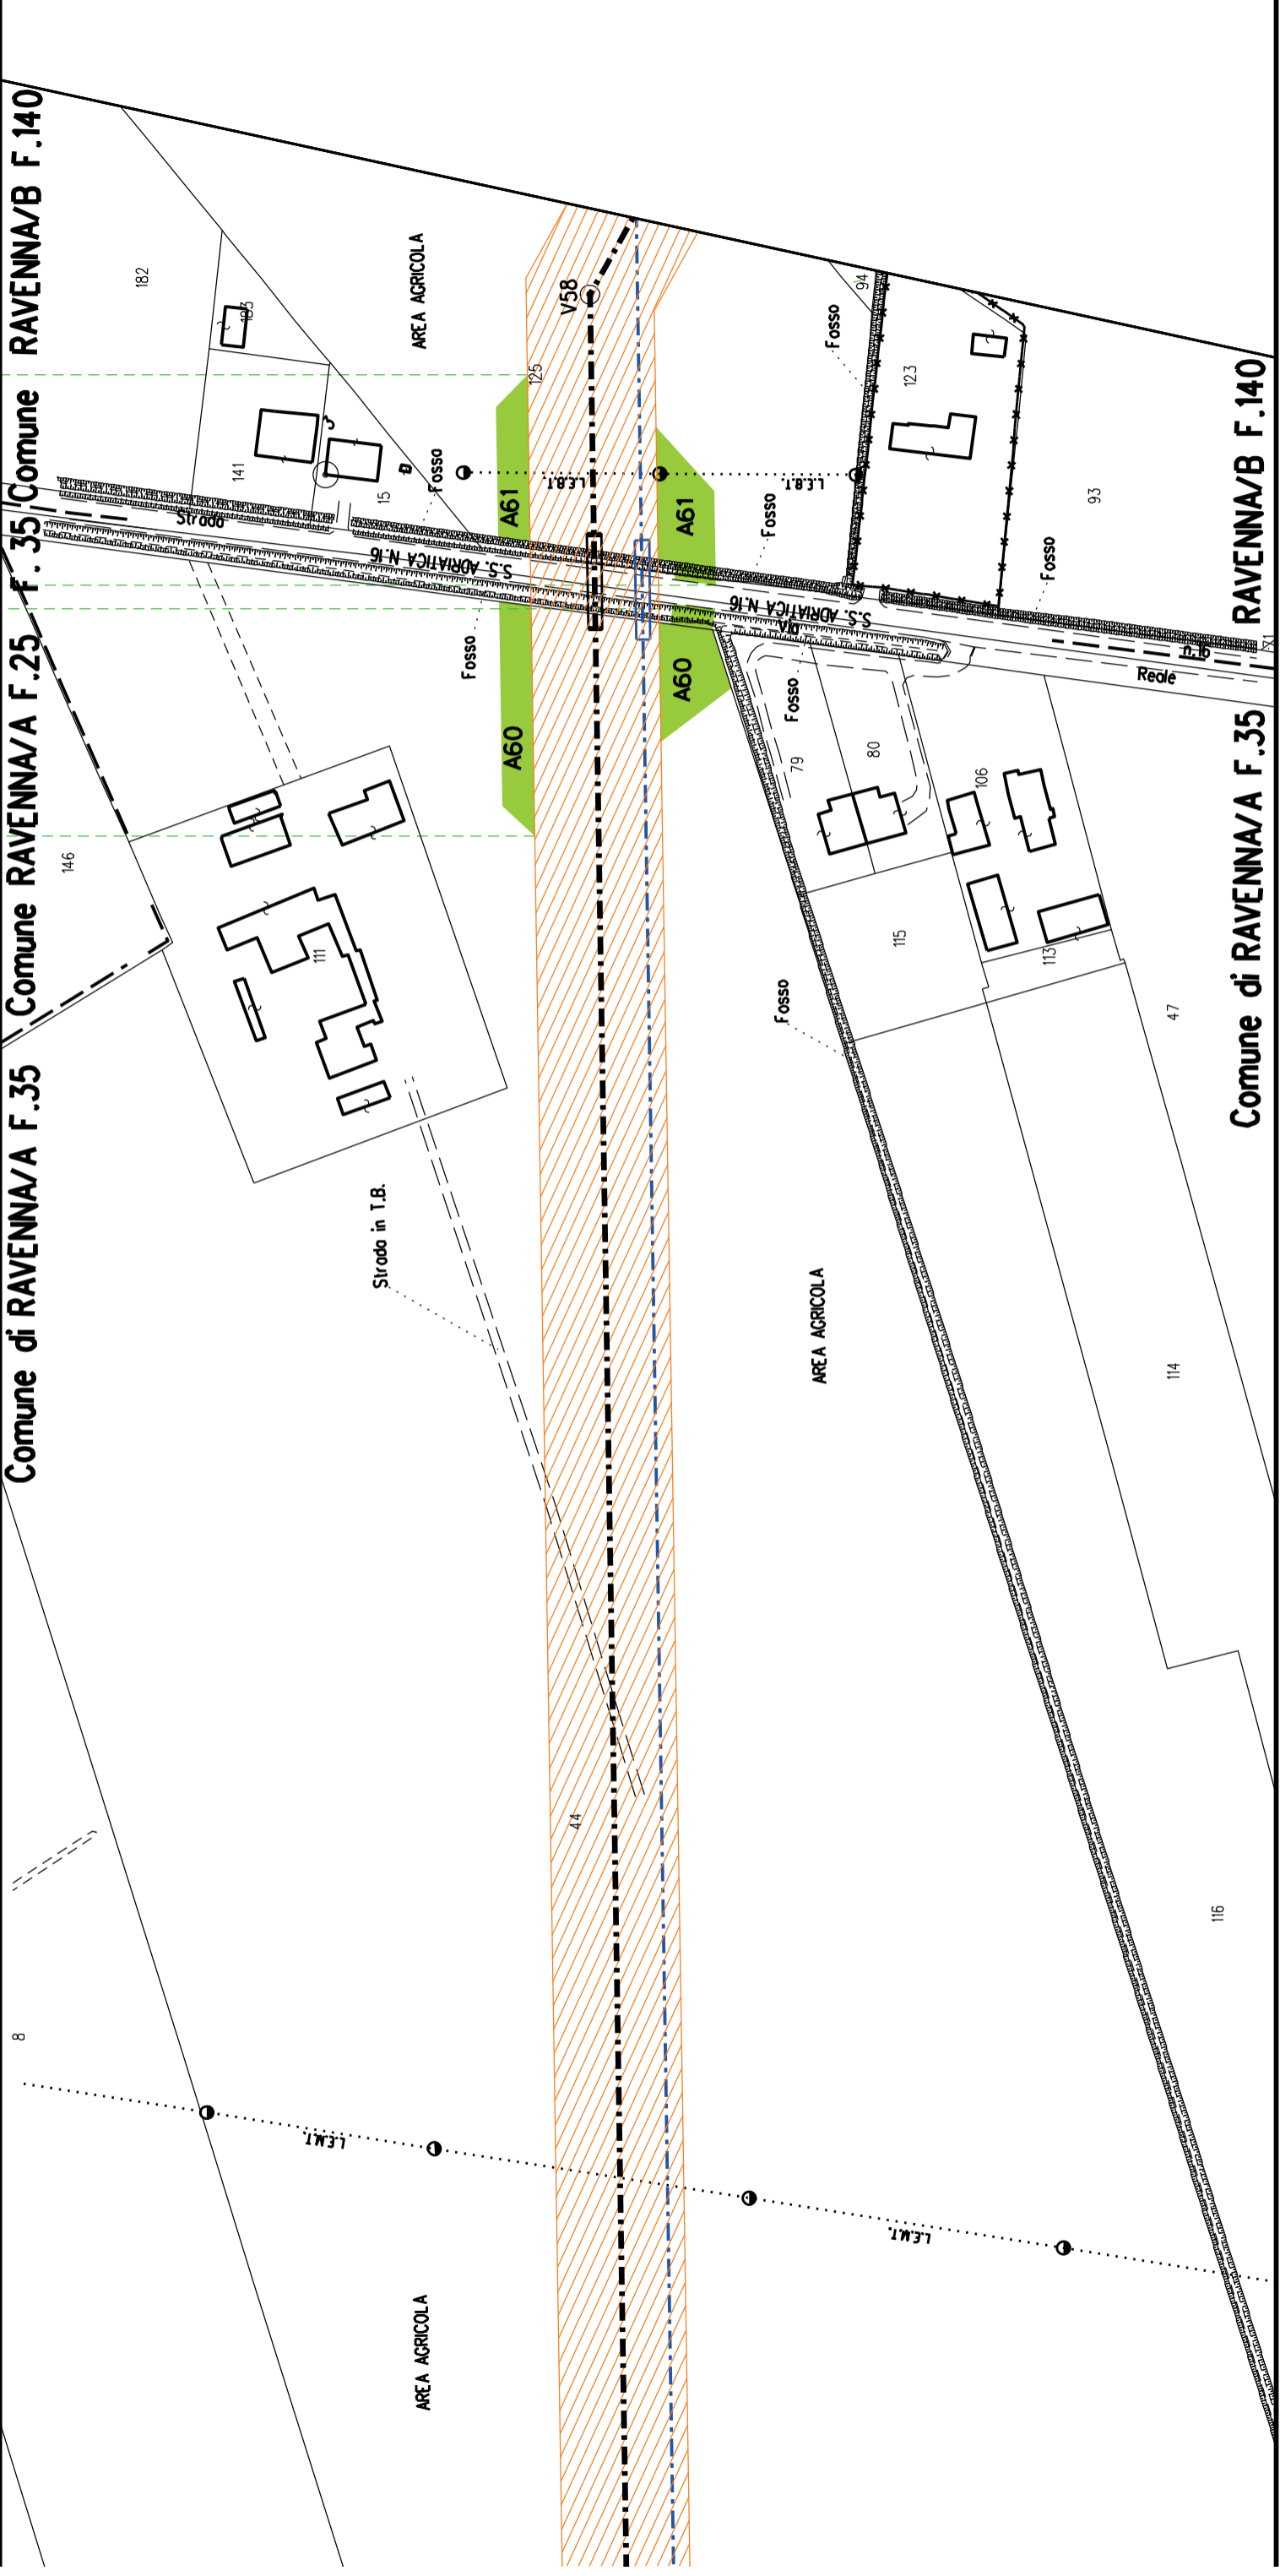 Comune di RAVENNA/A F.35
Comune RAVENNA/A F.25
F. 35
Comune RAVENNA/B F.140
182
183
141
15
Strada
AREA AGRICOLA
Fosso
S.S. ADRIATICA N.16
Fosso
146
111
Strada in T.B.
8
L.E.M.T.
AREA AGRICOLA
A61
A60
V58
125
L.E.B.T.
44
A61
A60
L.E.B.T.
Fosso
Fosso
94
123
93
Fosso
S.S. ADRIATICA N.16
Via
Fosso
79
80
106
115
113
Fosso
AREA AGRICOLA
47
114
116
L.E.M.T.
Reale
n.16
71
Comune di RAVENNA/A F.35
RAVENNA/B F.140